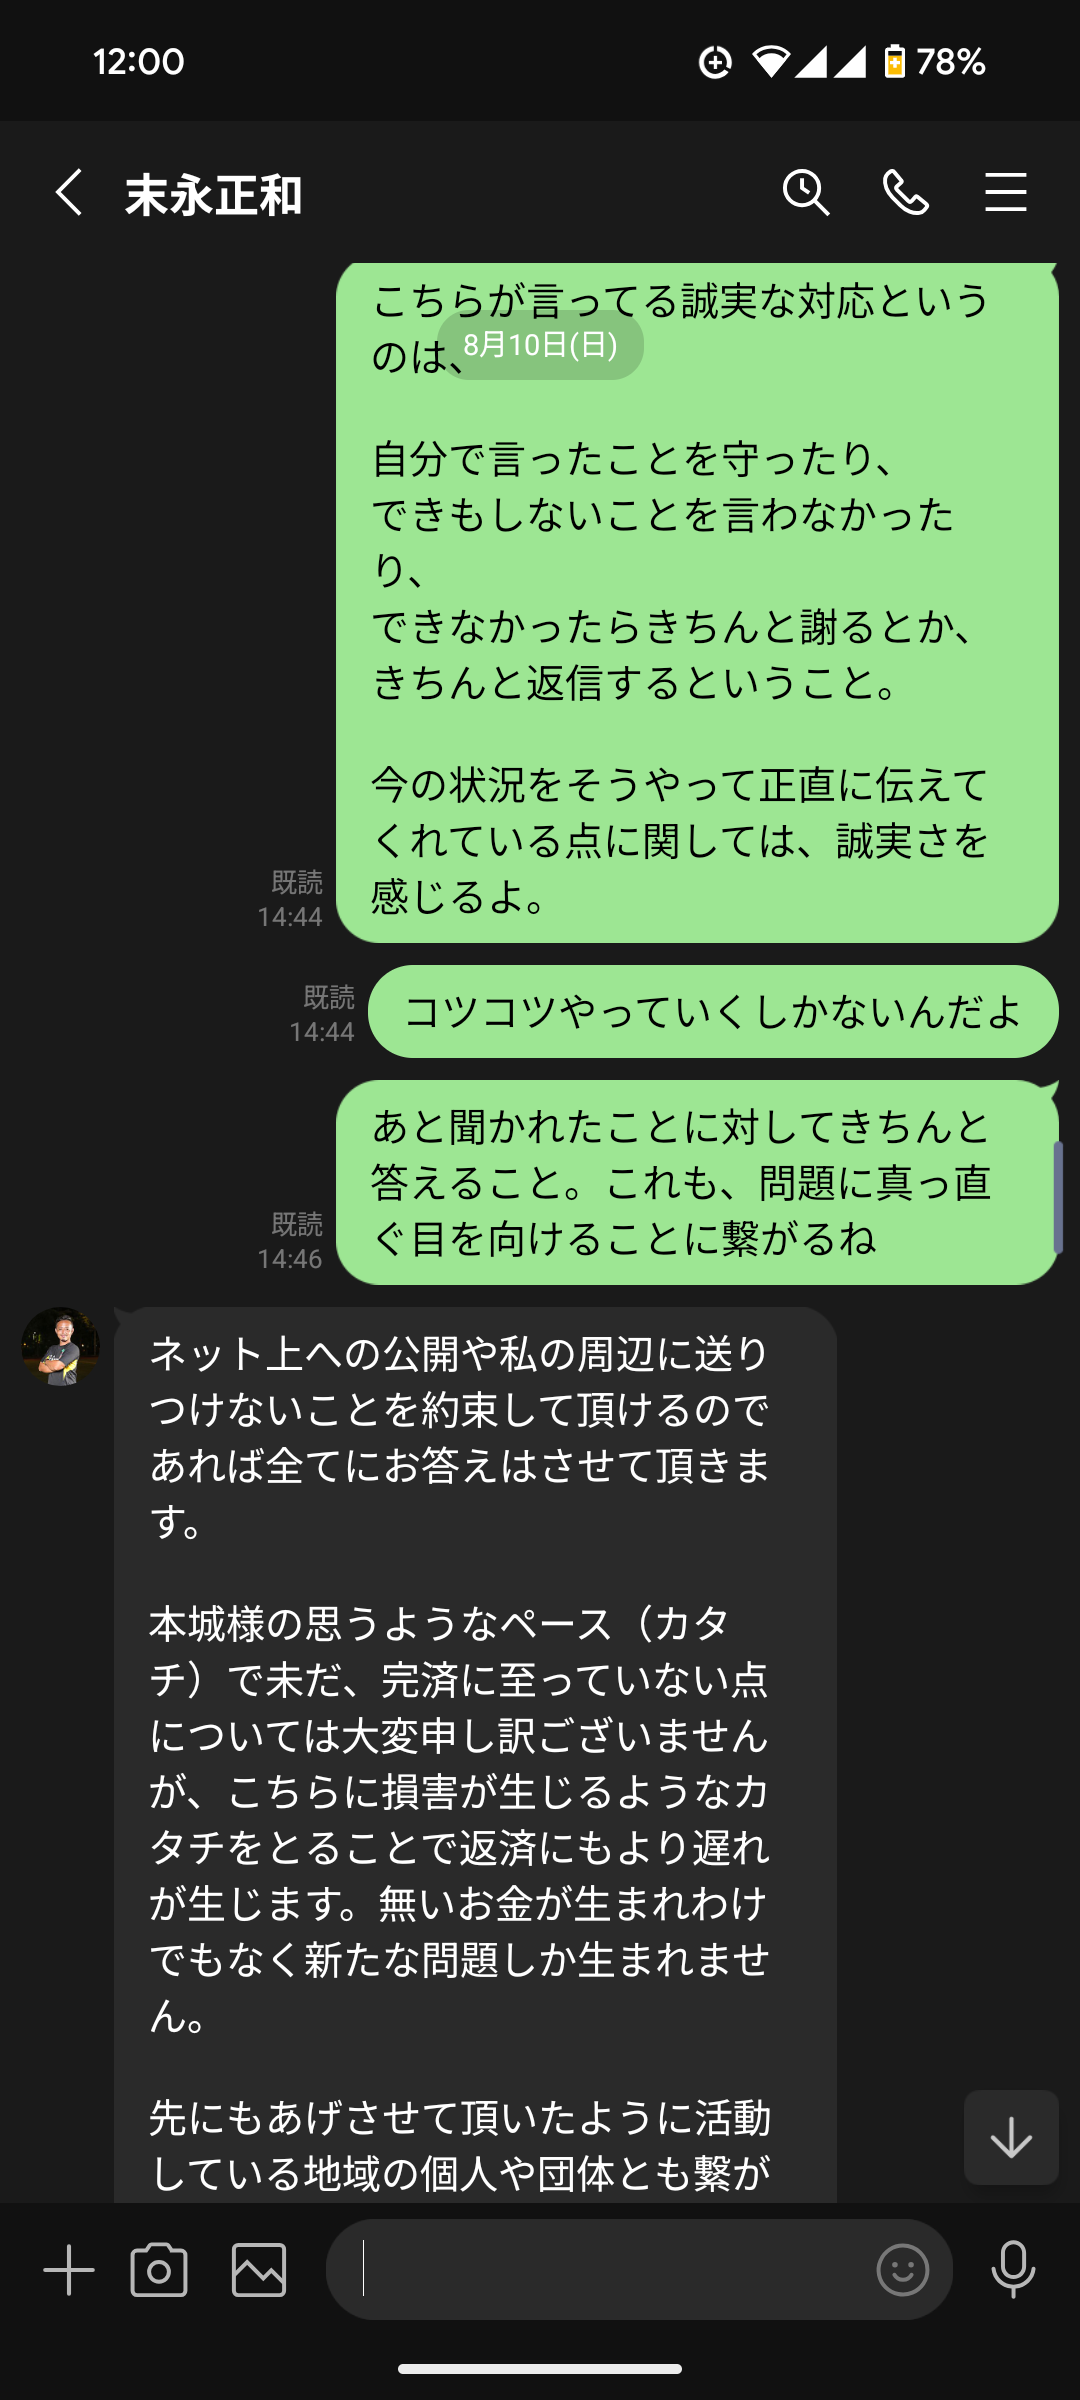 12:00
78%
末永正和
こちらが言ってる誠実な対応という
のは、
8月10日(日)
自分で言ったことを守ったり、
できもしないことを言わなかった
り、
できなかったらきちんと謝るとか、
きちんと返信するということ。
今の状況をそうやって正直に伝えて
くれている点に関しては、誠実さを
感じるよ。
既読
14:44
コツコツやっていくしかないんだよ
既読
14:44
あと聞かれたことに対してきちんと
答えること。これも、問題に真っ直
ぐ目を向けることに繋がるね
既読
14:46
ネット上への公開や私の周辺に送り
つけないことを約束して頂けるので
あれば全てにお答えはさせて頂きま
す。
本城様の思うようなペース（カタ
チ）で未だ、完済に至っていない点
については大変申し訳ございません
が、こちらに損害が生じるようなカ
タチをとることで返済にもより遅れ
が生じます。無いお金が生まれわけ
でもなく新たな問題しか生まれませ
ん。
先にもあげさせて頂いたように活動
している地域の個人や団体とも繋が